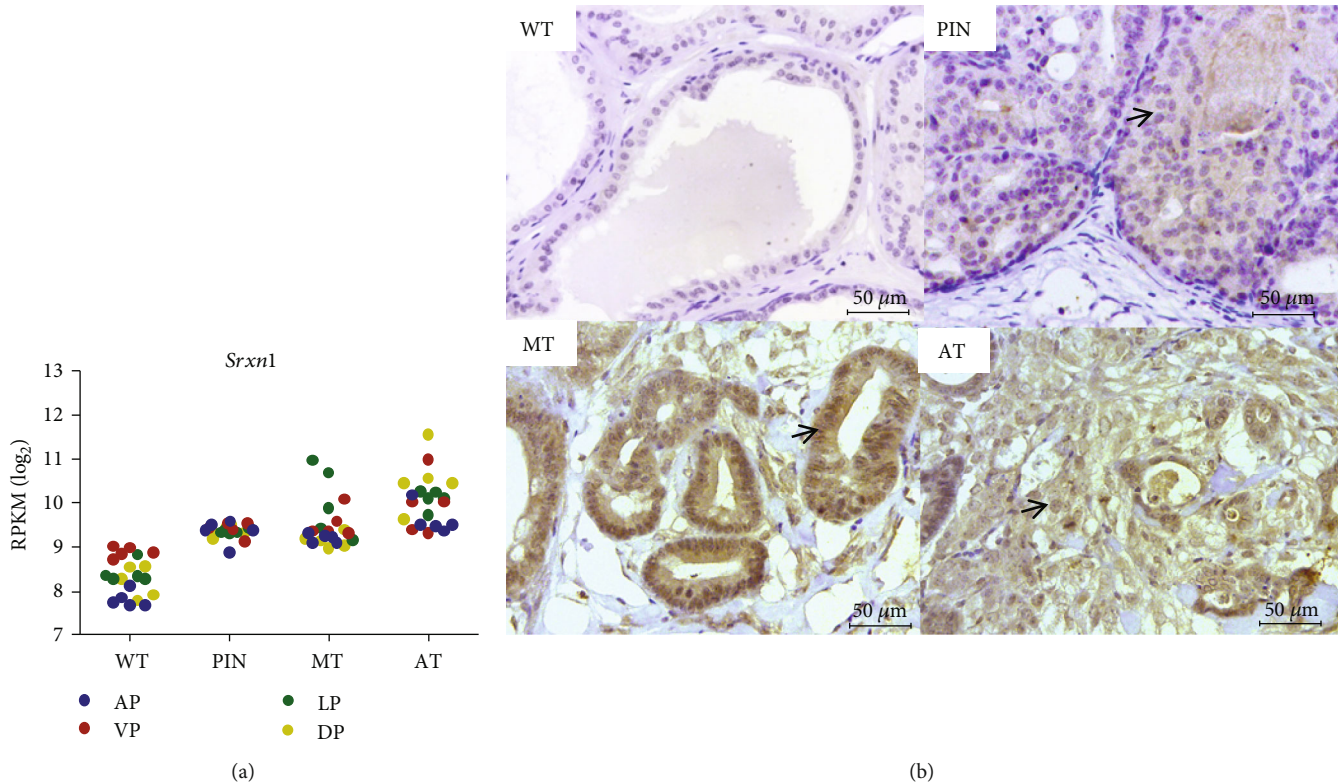 Srxn1
RPKM (log₂)
13
12
11
10
9
8
7
WT
PIN
MT
AT
AP
LP
VP
DP
(a)
WT
PIN
50 μm
50 μm
MT
AT
50 μm
50 μm
(b)